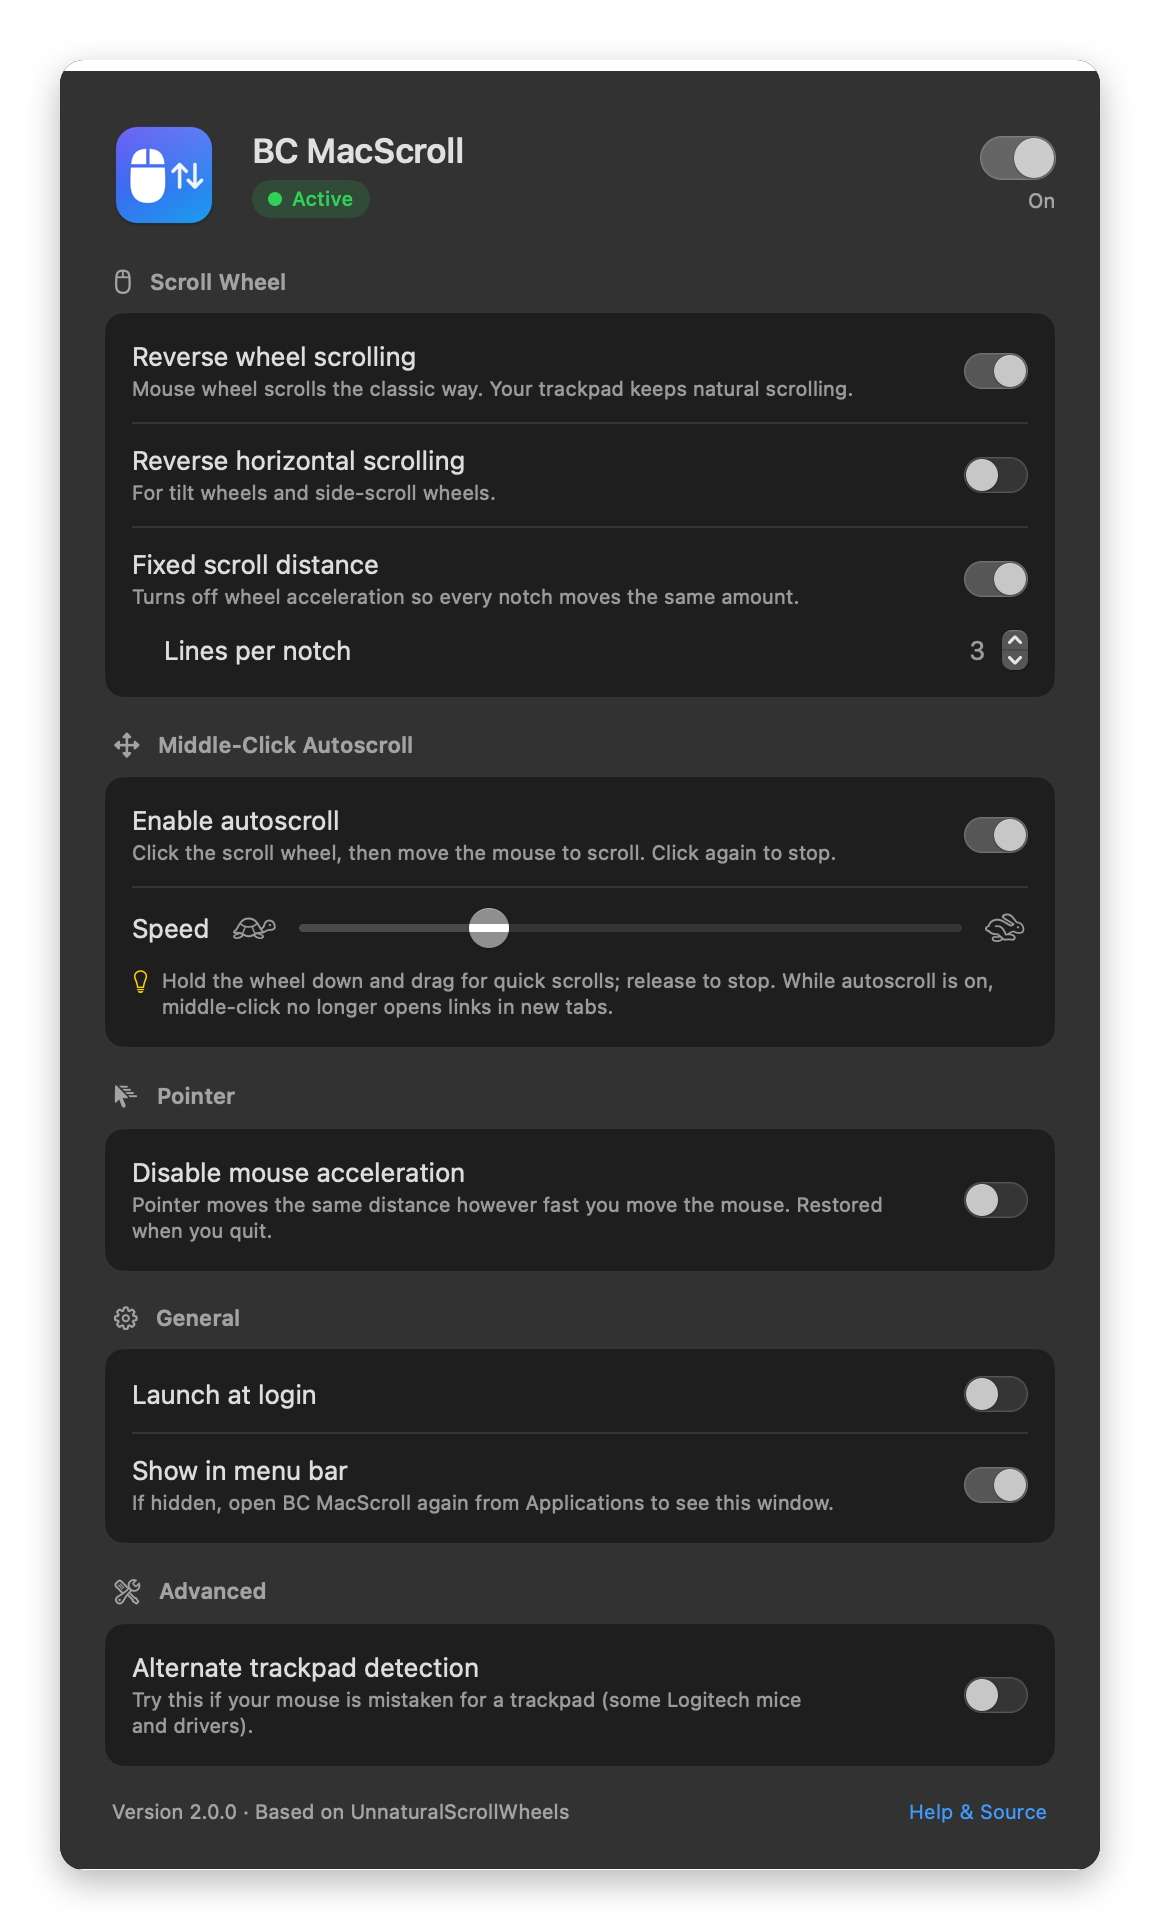 BC MacScroll
Active
On
Scroll Wheel
Reverse wheel scrolling
Mouse wheel scrolls the classic way. Your trackpad keeps natural scrolling.
Reverse horizontal scrolling
For tilt wheels and side-scroll wheels.
Fixed scroll distance
Turns off wheel acceleration so every notch moves the same amount.
Lines per notch 3
Middle-Click Autoscroll
Enable autoscroll
Click the scroll wheel, then move the mouse to scroll. Click again to stop.
Speed
Hold the wheel down and drag for quick scrolls; release to stop. While autoscroll is on,
middle-click no longer opens links in new tabs.
Pointer
Disable mouse acceleration
Pointer moves the same distance however fast you move the mouse. Restored
when you quit.
General
Launch at login
Show in menu bar
If hidden, open BC MacScroll again from Applications to see this window.
Advanced
Alternate trackpad detection
Try this if your mouse is mistaken for a trackpad (some Logitech mice
and drivers).
Version 2.0.0 · Based on UnnaturalScrollWheels Help & Source